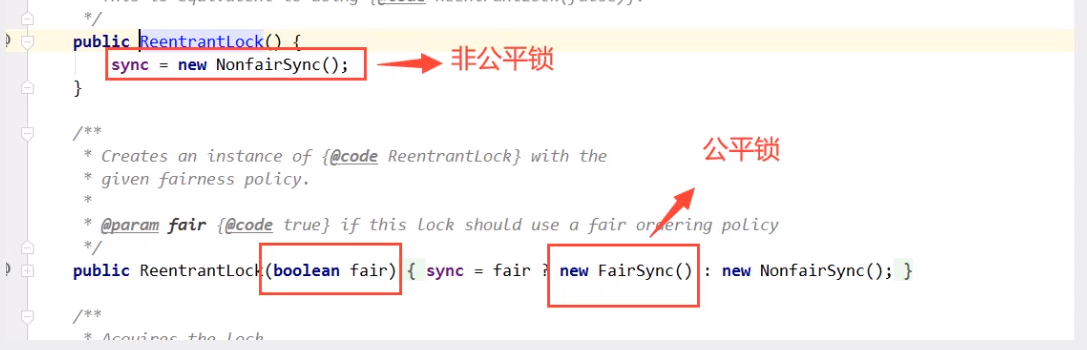 * This is equivalent to using {@code ReentrantLock(false)}.
*/
public ReentrantLock() {
sync = new NonfairSync();
非公平锁
}
/**
* Creates an instance of {@code ReentrantLock} with the
* given fairness policy.
*
* @param fair {@code true} if this lock should use a fair ordering policy
*/
公平锁
public ReentrantLock(boolean fair) { sync = fair ? new FairSync() : new NonfairSync(); }
/**
* Acquires the lock